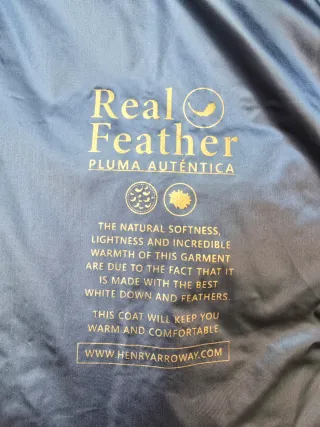 Real
Feather
PLUMA AUTÉNTICA
THE NATURAL SOFTNESS,
LIGHTNESS AND INCREDIBLE
WARMTH OF THIS GARMENT
ARE DUE TO THE FACT THAT IT
IS MADE WITH THE BEST
WHITE DOWN AND FEATHERS.
THIS COAT WILL KEEP YOU
WARM AND COMFORTABLE.
WWW.HENRYARROWAY.COM